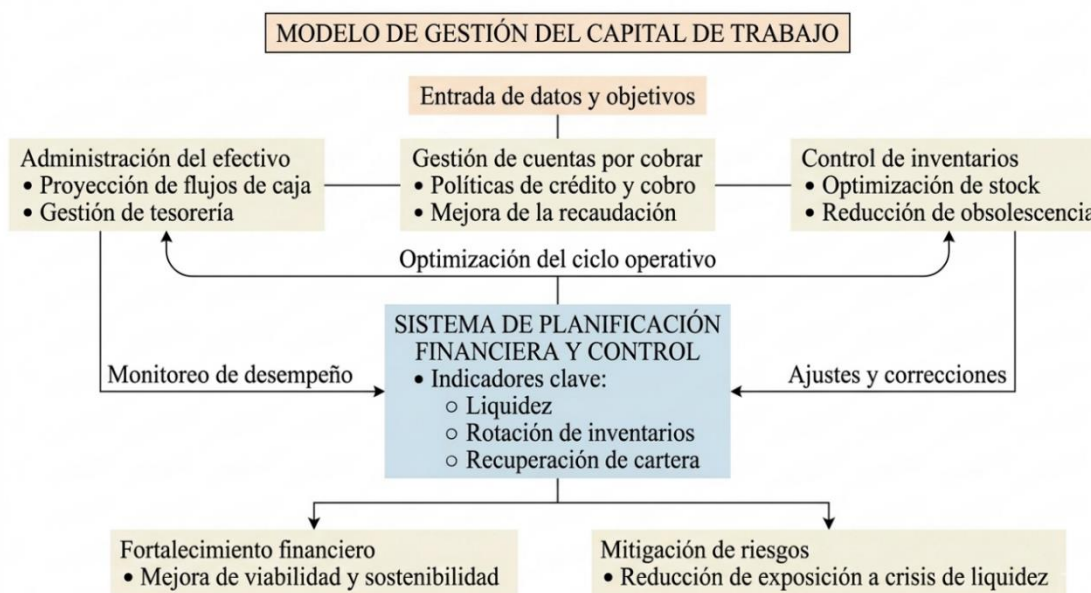 MODELO DE GESTIÓN DEL CAPITAL DE TRABAJO
Entrada de datos y objetivos
Administración del efectivo
• Proyección de flujos de caja
• Gestión de tesorería
Gestión de cuentas por cobrar
• Políticas de crédito y cobro
• Mejora de la recaudación
Control de inventarios
• Optimización de stock
• Reducción de obsolescencia
Optimización del ciclo operativo
SISTEMA DE PLANIFICACIÓN
FINANCIERA Y CONTROL
• Indicadores clave:
○ Liquidez
○ Rotación de inventarios
○ Recuperación de cartera
Monitoreo de desempeño
Ajustes y correcciones
Fortalecimiento financiero
• Mejora de viabilidad y sostenibilidad
Mitigación de riesgos
• Reducción de exposición a crisis de liquidez